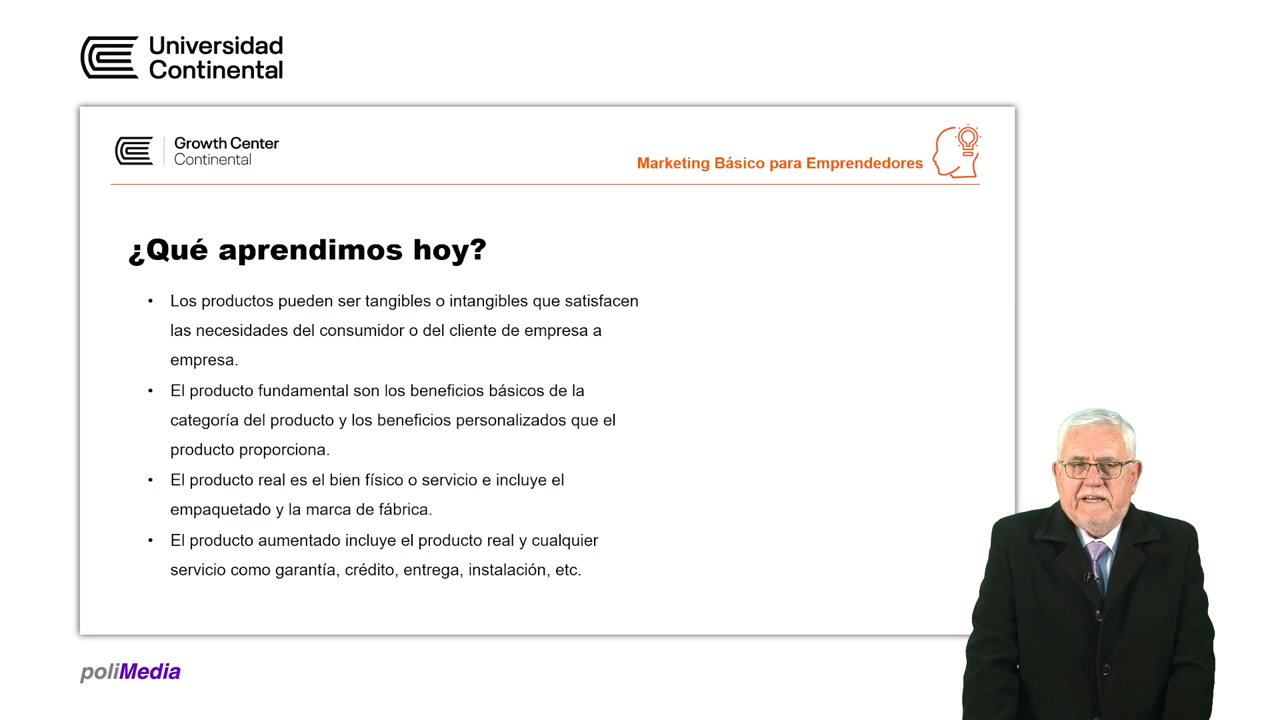 Universidad
Continental
Growth Center
Continental
Marketing Básico para Emprendedores
¿Qué aprendimos hoy?
• Los productos pueden ser tangibles o intangibles que satisfacen
las necesidades del consumidor o del cliente de empresa a
empresa.
• El producto fundamental son los beneficios básicos de la
categoría del producto y los beneficios personalizados que el
producto proporciona.
• El producto real es el bien físico o servicio e incluye el
empaquetado y la marca de fábrica.
• El producto aumentado incluye el producto real y cualquier
servicio como garantía, crédito, entrega, instalación, etc.
poliMedia